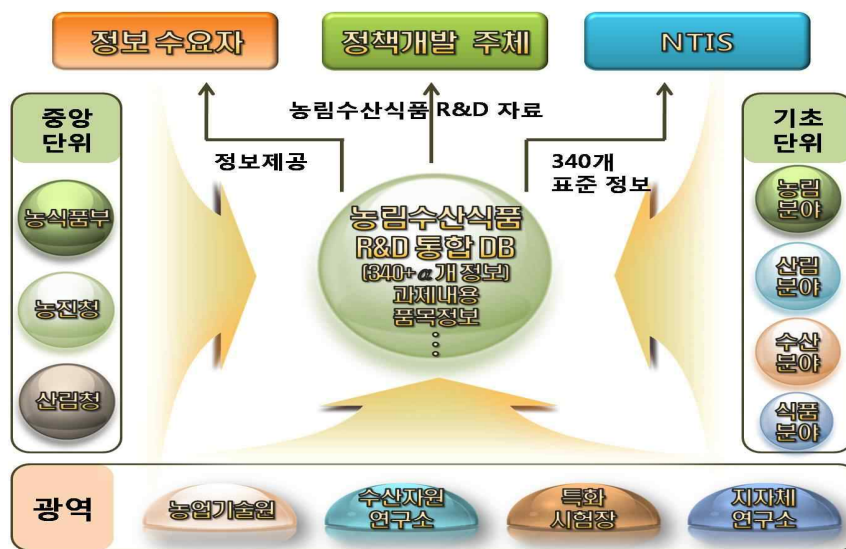 정보 수요자
정책개발 주체
NTIS
농림수산식품 R&D 자료
정보제공
340개
표준 정보
중앙
단위
농식품부
농진청
산림청
농림수산식품
R&D 통합 DB
(340+α개 정보)
과제내용
품목정보
기초
단위
농림
분야
산림
분야
수산
분야
식품
분야
광역
농업기술원
수산자원
연구소
특화
시험장
지자체
연구소